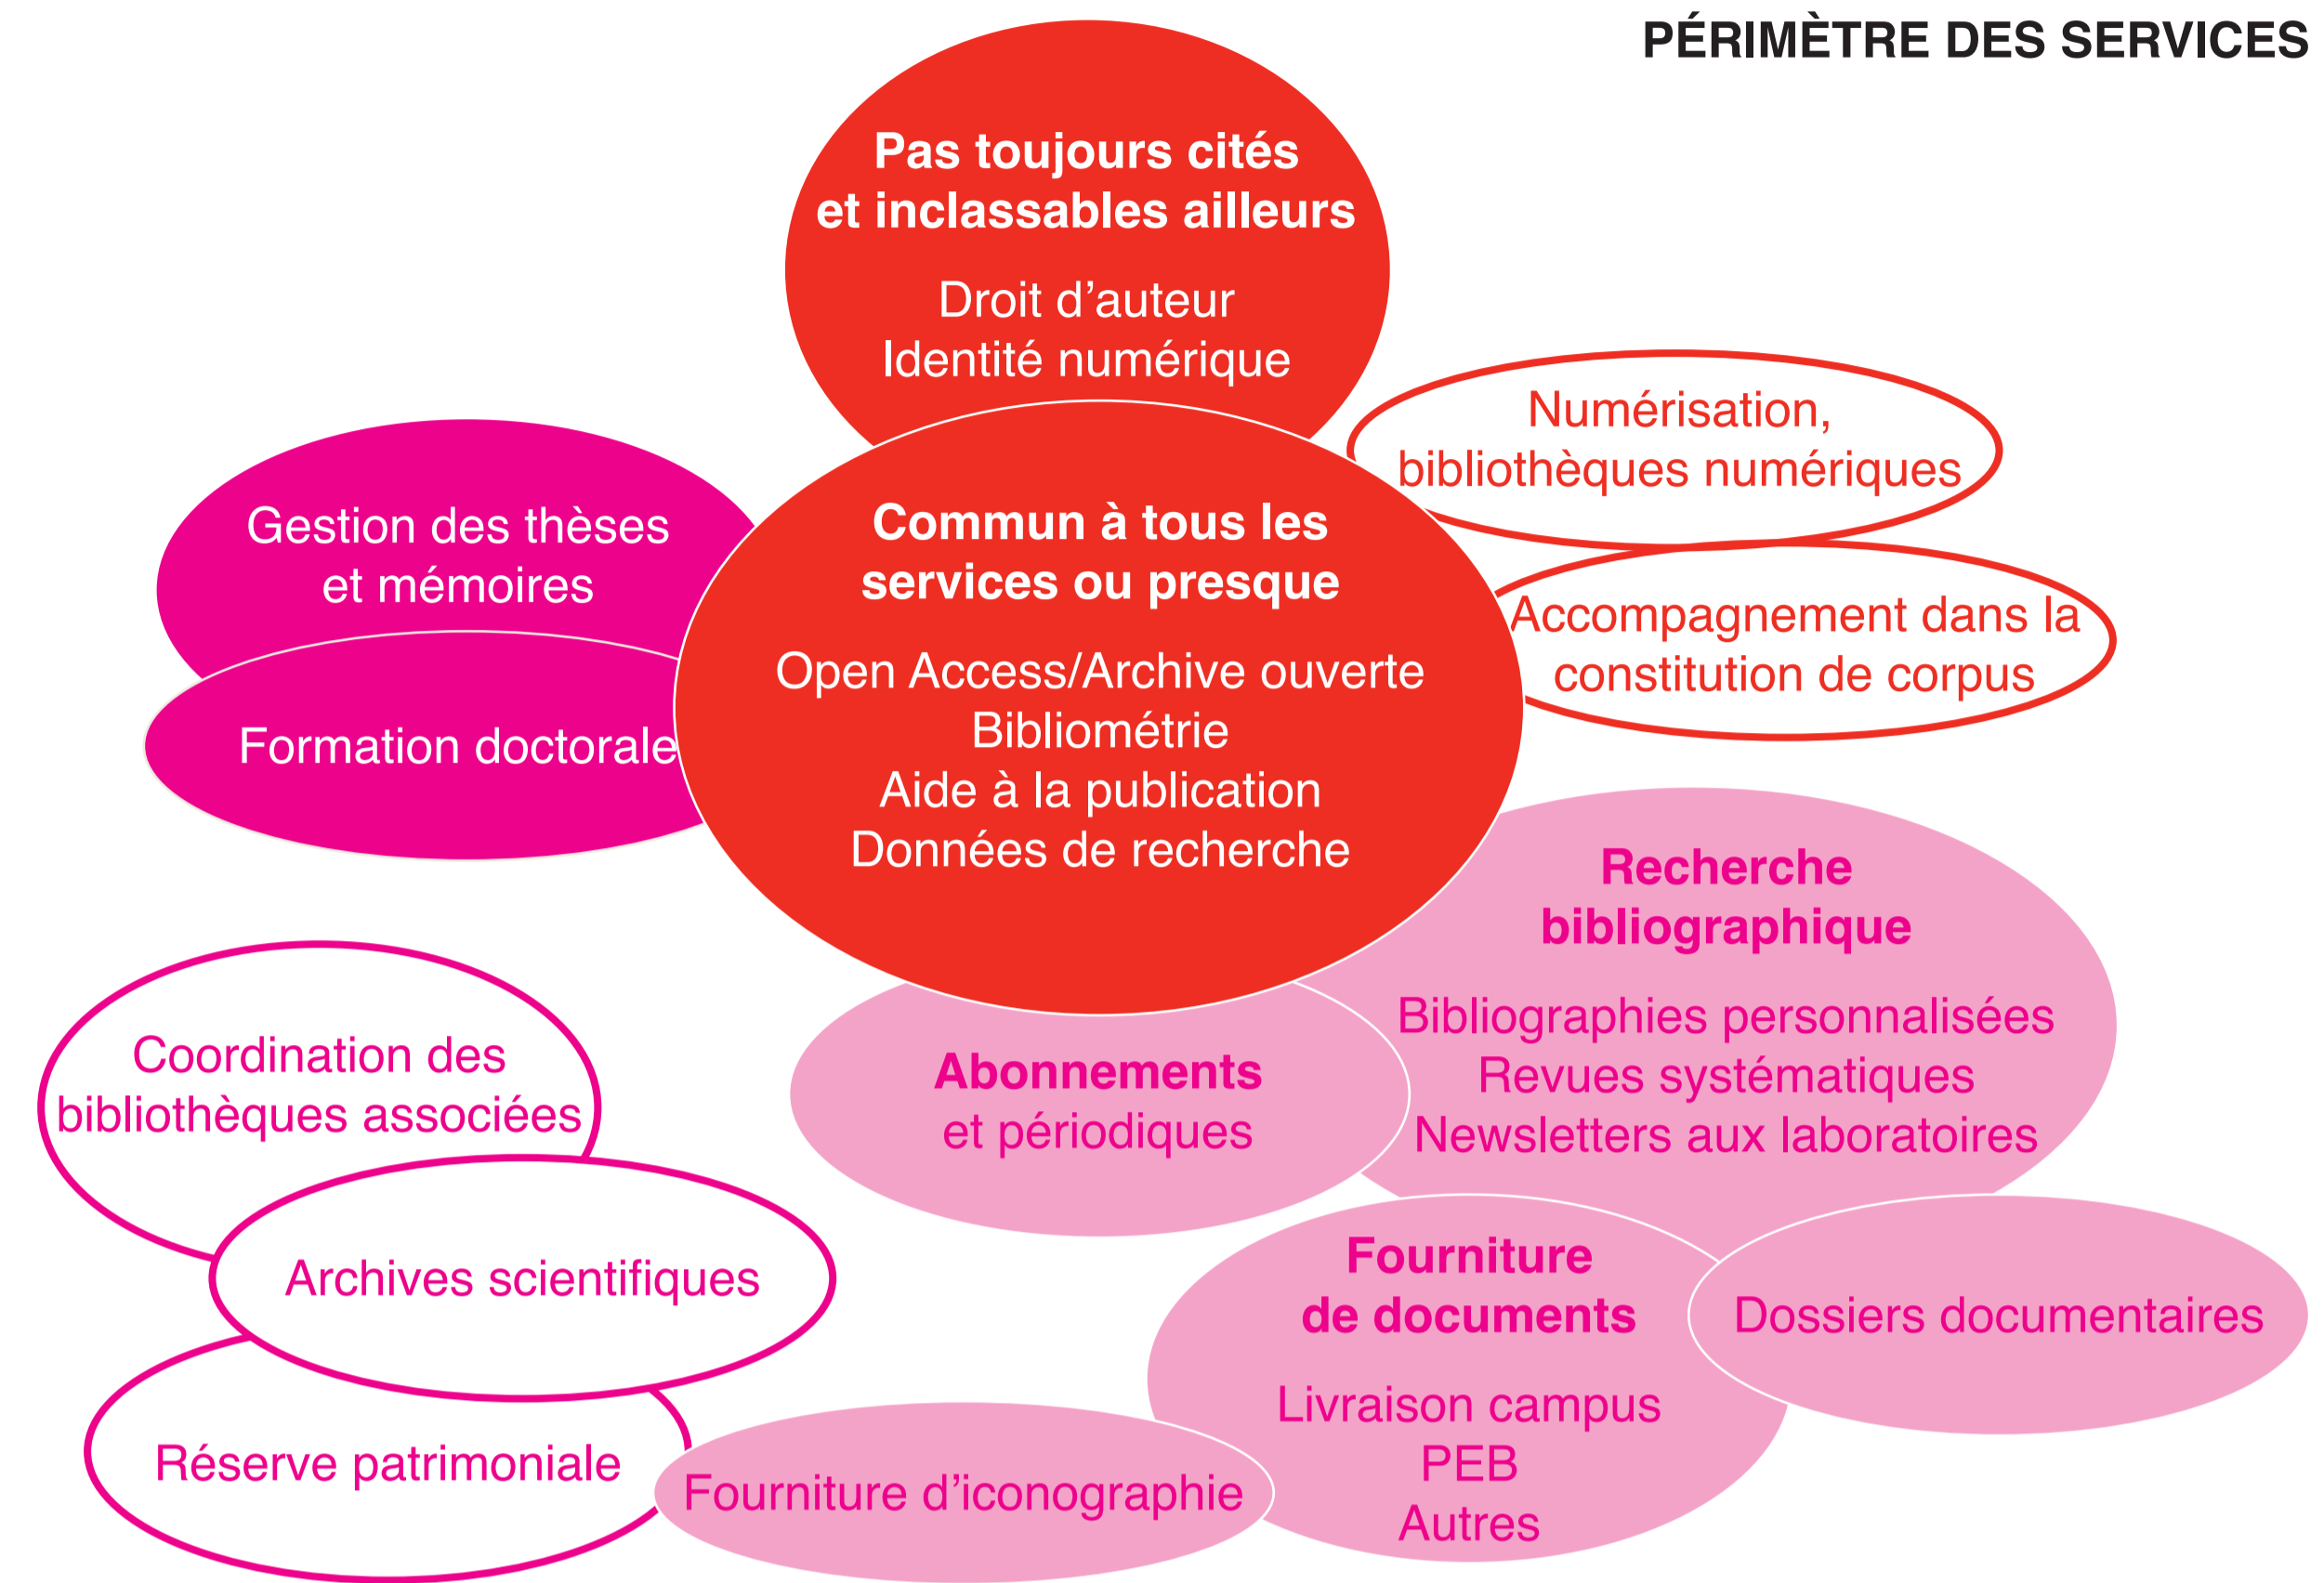 PÉRIMÈTRE DES SERVICES
Pas toujours cités
et inclassables ailleurs
Droit d’auteur
Identité numérique
Numérisation,
bibliothèques numériques
Gestion des thèses
et mémoires
Commun à tous les
services ou presque
Open Access/Archive ouverte
Bibliométrie
Aide à la publication
Données de recherche
Accompagnement dans la
constitution de corpus
Formation doctorale
Recherche
bibliographique
Bibliographies personnalisées
Revues systématiques
Newsletters aux laboratoires
Abonnements
et périodiques
Coordination des
bibliothèques associées
Archives scientifiques
Réserve patrimoniale
Fourniture
de documents
Livraison campus
PEB
Autres
Dossiers documentaires
Fourniture d'iconographie